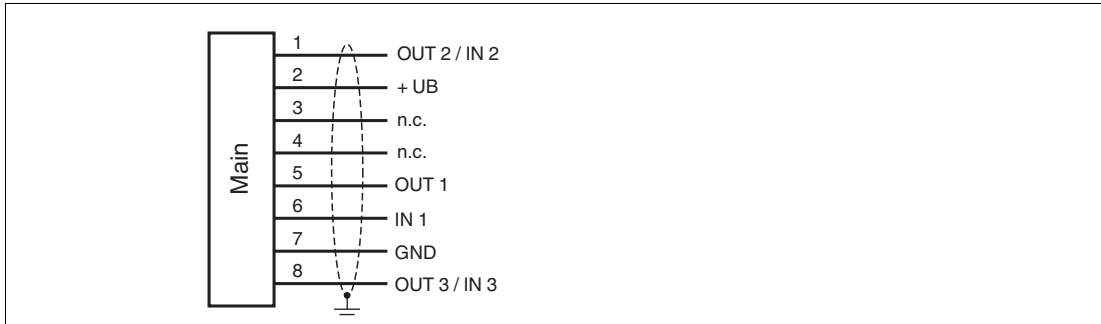 Main
1 OUT 2 / IN 2
2 + UB
3 n.c.
4 n.c.
5 OUT 1
6 IN 1
7 GND
8 OUT 3 / IN 3